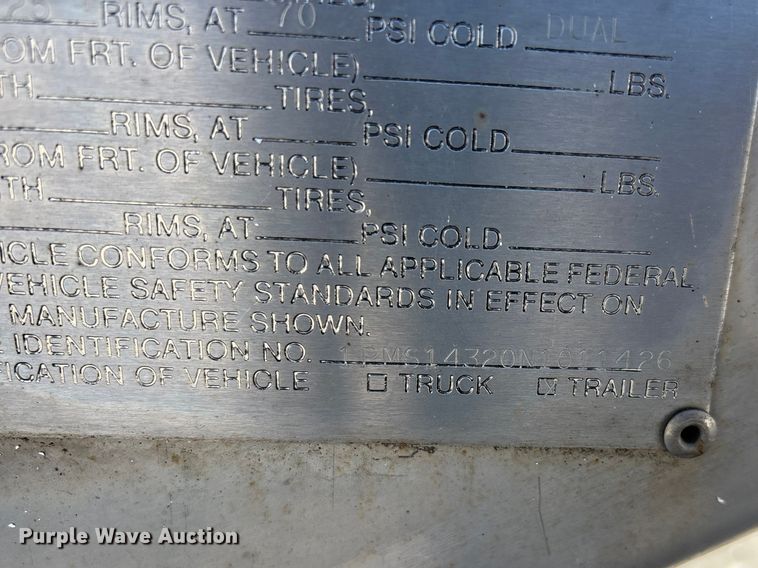 RIMS, AT 70 PSI COLD DUAL
OM FRT. OF VEHICLE) LBS.
TH TIRES,
RIMS, AT PSI COLD
ROM FRT. OF VEHICLE) LBS.
TH TIRES,
RIMS, AT PSI COLD
ICLE CONFORMS TO ALL APPLICABLE FEDERAL
VEHICLE SAFETY STANDARDS IN EFFECT ON
MANUFACTURE SHOWN.
E IDENTIFICATION NO.
FICATION OF VEHICLE TRUCK TRAILER
Purple Wave Auction